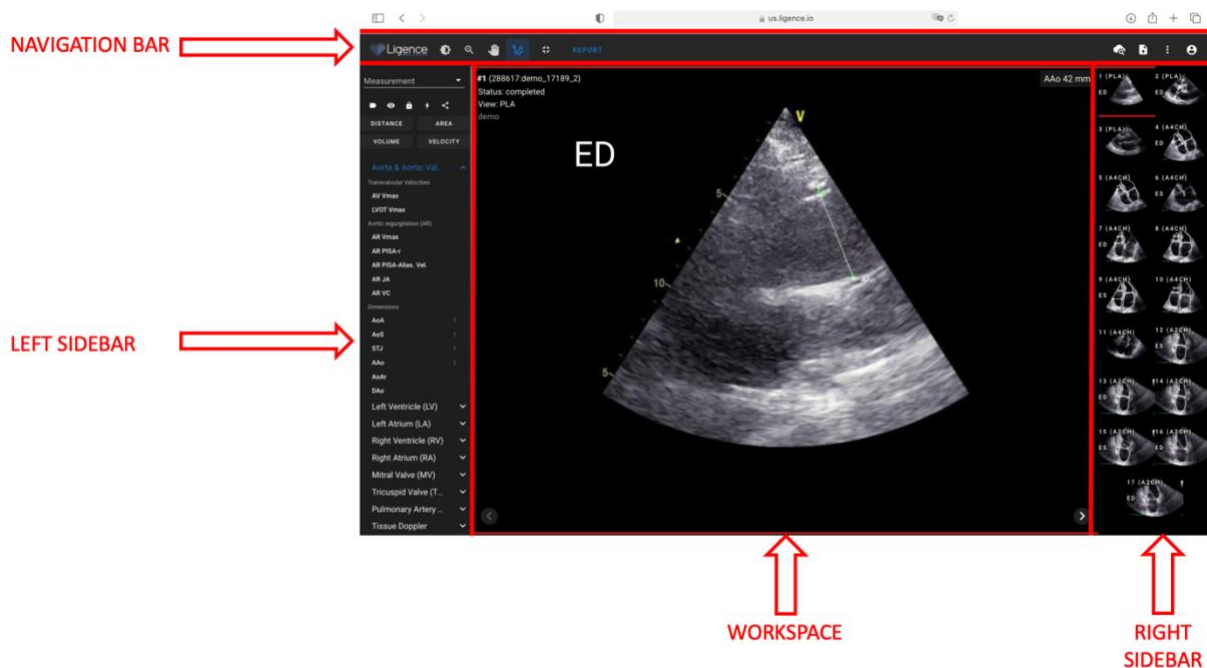 us.ligence.io
NAVIGATION BAR
Ligence
REPORT
Measurement
DISTANCE AREA
VOLUME VELOCITY
Aorta & Aortic Val..
Transvalvular Velocities
AV Vmax
LVOT Vmax
Aortic regurgitation (AR)
AR Vmax
AR PISA-r
AR PISA-Alias. Vel.
AR JA
AR VC
Dimensions
AoA 1
AoS 1
STJ 1
AAo 1
AoAr
DAo
Left Ventricle (LV)
Left Atrium (LA)
Right Ventricle (RV)
Right Atrium (RA)
Mitral Valve (MV)
Tricuspid Valve (T...
Pulmonary Artery ..
Tissue Doppler
LEFT SIDEBAR
#1 (288617:demo_17189_2)
Status: completed
View: PLA
demo
AAo 42 mm
ED
V
5
10
5
1 (PLA) 2 (PLA)
ED
3 (PLA) 4 (A4CH)
ED
5 (A4CH) 6 (A4CH)
ES
7 (A4CH) 8 (A4CH)
ED
9 (A4CH) 10 (A4CH)
ES
11 (A4CH) 12 (A2CH)
ES
13 (A2CH) 14 (A2CH)
ED
15 (A2CH) 16 (A2CH)
ES
17 (A2CH)
ED
WORKSPACE
RIGHT
SIDEBAR